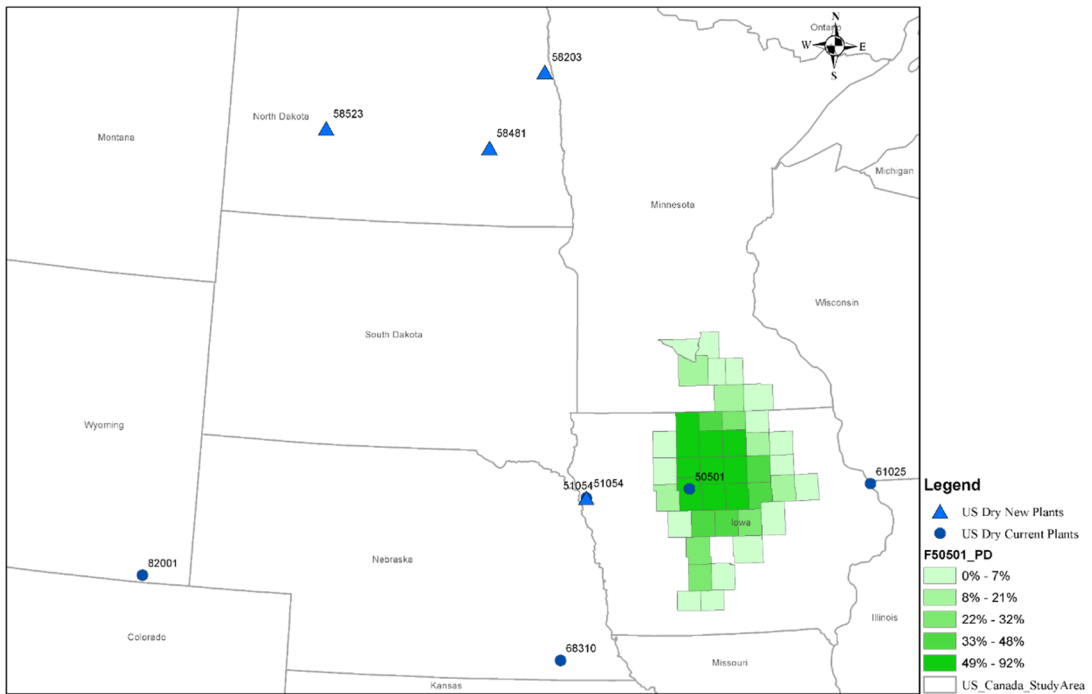 Ontario
N
W
E
S
58203
58523
North Dakota
Montana
58481
Michigan
Minnesota
Wisconsin
South Dakota
Wyoming
61025
50501
51054
51054
Iowa
82001
Nebraska
Illinois
Colorado
68310
Missouri
Kansas
Legend
US Dry New Plants
US Dry Current Plants
F50501_PD
0% - 7%
8% - 21%
22% - 32%
33% - 48%
49% - 92%
US_Canada_StudyArea